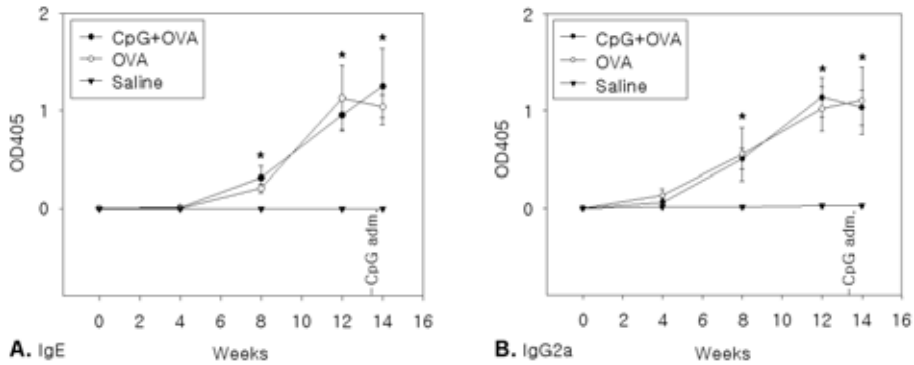 CpG+OVA
OVA
Saline
2
1
0
OD405
* * *
CpG adm.
0 2 4 6 8 10 12 14 16
A. IgE Weeks
CpG+OVA
OVA
Saline
2
1
0
OD405
* * *
CpG adm.
0 2 4 6 8 10 12 14 16
B. IgG2a Weeks